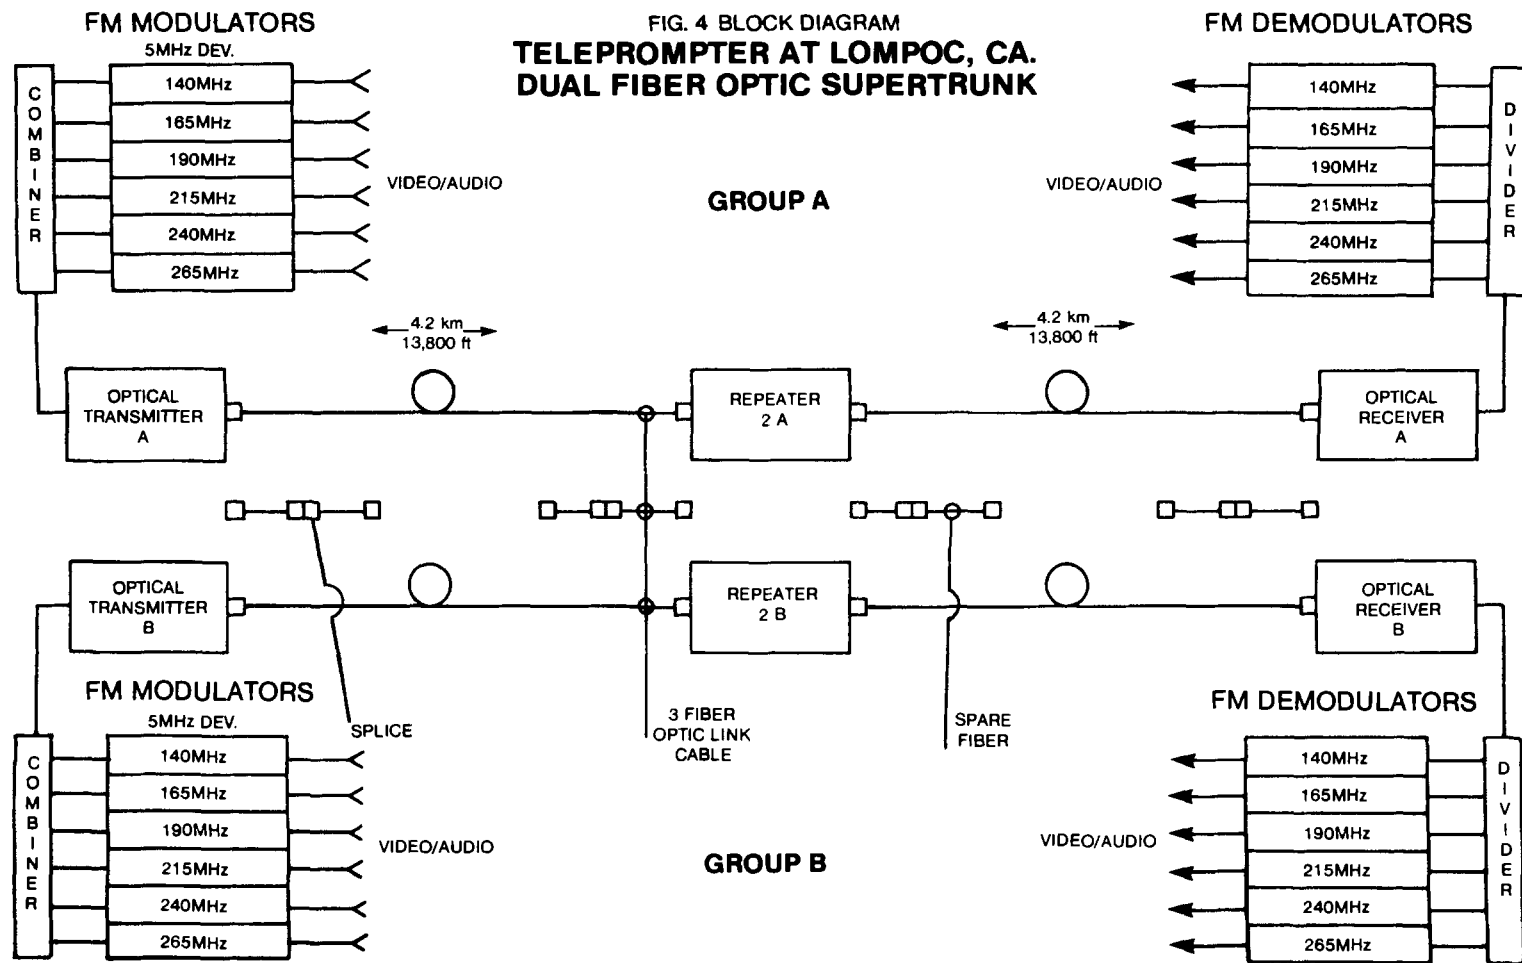 FIG. 4 BLOCK DIAGRAM
TELEPROMPTER AT LOMPOC, CA.
DUAL FIBER OPTIC SUPERTRUNK
FM MODULATORS
5MHz DEV.
COMBINER
140MHz
165MHz
190MHz
215MHz
240MHz
265MHz
VIDEO/AUDIO
GROUP A
FM DEMODULATORS
VIDEO/AUDIO
140MHz
165MHz
190MHz
215MHz
240MHz
265MHz
DIVIDER
4.2 km
13,800 ft
4.2 km
13,800 ft
OPTICAL
TRANSMITTER
A
REPEATER
2 A
OPTICAL
RECEIVER
A
OPTICAL
TRANSMITTER
B
REPEATER
2 B
OPTICAL
RECEIVER
B
SPLICE
3 FIBER
OPTIC LINK
CABLE
SPARE
FIBER
FM MODULATORS
5MHz DEV.
COMBINER
140MHz
165MHz
190MHz
215MHz
240MHz
265MHz
VIDEO/AUDIO
GROUP B
FM DEMODULATORS
VIDEO/AUDIO
140MHz
165MHz
190MHz
215MHz
240MHz
265MHz
DIVIDER